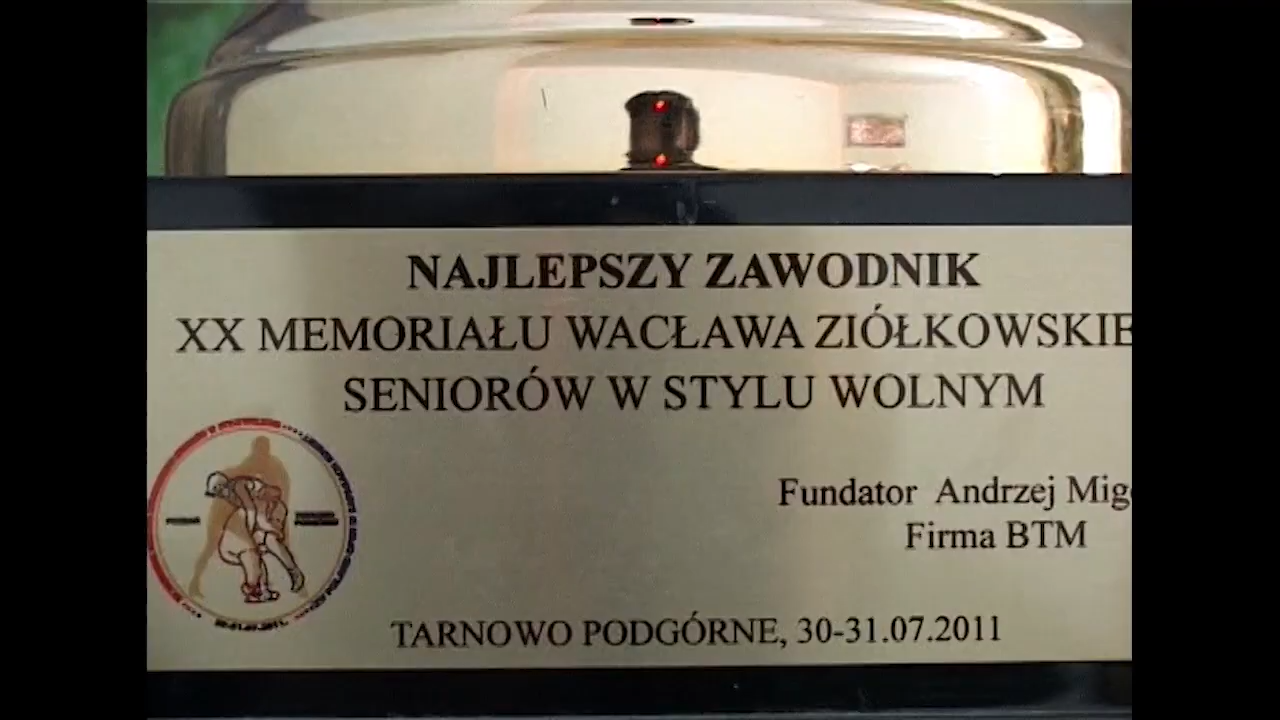 NAJLEPSZY ZAWODNIK
XX MEMORIAŁU WACŁAWA ZIÓŁKOWSKIE
SENIORÓW W STYLU WOLNYM
Fundator Andrzej Mig
Firma BTM
TARNOWO PODGÓRNE, 30-31.07.2011